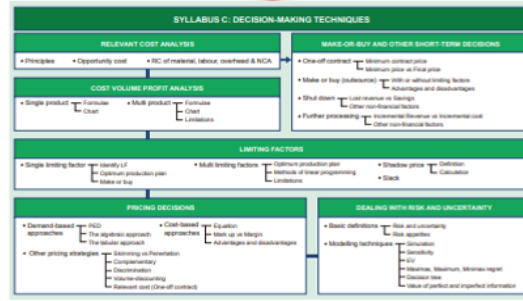 SYLLABUS C: DECISION-MAKING TECHNIQUES
RELEVANT COST ANALYSIS
• Principles • Opportunity cost • RC of material, labour, overhead & NCA
MAKE-OR-BUY AND OTHER SHORT-TERM DECISIONS
• One-off contract
Minimum contract price
Minimum price vs Final price
• Make or buy (outsource)
With or without limiting factors
Advantages and disadvantages
• Shut down
Lost revenue vs Savings
Other non-financial factors
• Further processing
Incremental Revenue vs Incremental cost
Other non-financial factors
COST VOLUME PROFIT ANALYSIS
• Single product
Formulae
Chart
• Multi product
Formulae
Chart
Limitations
LIMITING FACTORS
• Single limiting factor
Identify LF
Optimum production plan
Make or buy
• Multi limiting factors
Optimum production plan
Methods of linear programming
Limitations
• Shadow price
Definition
Calculation
• Slack
PRICING DECISIONS
• Demand-based approaches
PED
The algebraic approach
The tabular approach
• Cost-based approaches
Equation
Mark up vs Margin
Advantages and disadvantages
• Other pricing strategies
Skimming vs Penetration
Complementary
Discrimination
Volume-discounting
Relevant cost (One-off contract)
DEALING WITH RISK AND UNCERTAINTY
• Basic definitions
Risk and uncertainty
Risk appetites
• Modelling techniques
Simulation
Sensitivity
EV
Maximax, Maximum, Minimax regret
Decision tree
Value of perfect and imperfect information